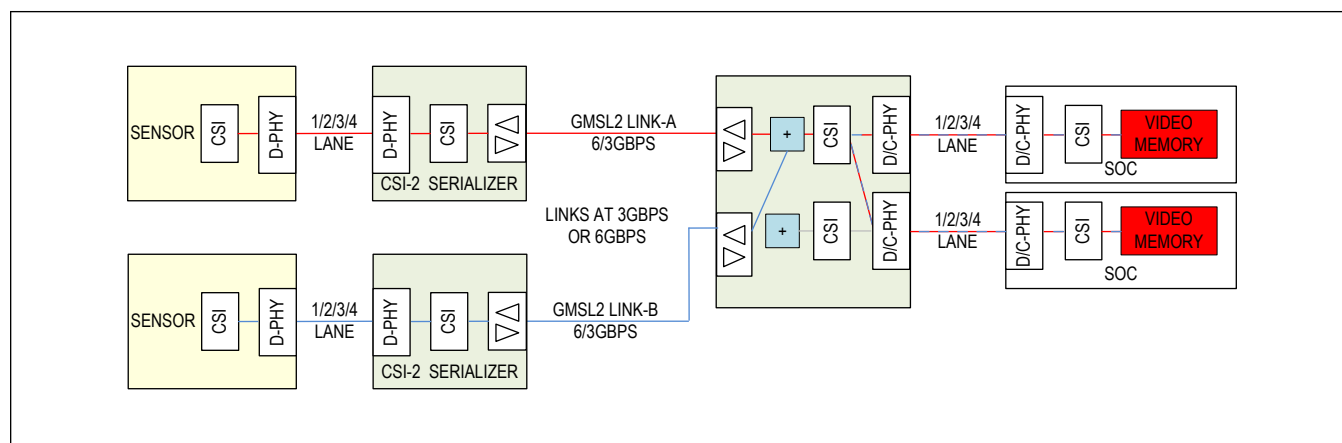 SENSOR
CSI
D-PHY
1/2/3/4
LANE
D-PHY
CSI
CSI-2 SERIALIZER
GMSL2 LINK-A
6/3GBPS
LINKS AT 3GBPS
OR 6GBPS
+
CSI
D/C-PHY
1/2/3/4
LANE
D/C-PHY
CSI
VIDEO
MEMORY
SOC
+
CSI
D/C-PHY
1/2/3/4
LANE
D/C-PHY
CSI
VIDEO
MEMORY
SOC
SENSOR
CSI
D-PHY
1/2/3/4
LANE
D-PHY
CSI
CSI-2 SERIALIZER
GMSL2 LINK-B
6/3GBPS